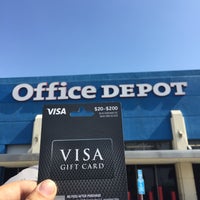 Office DEPOT
VISA
$20-$200
VISA
GIFT CARD